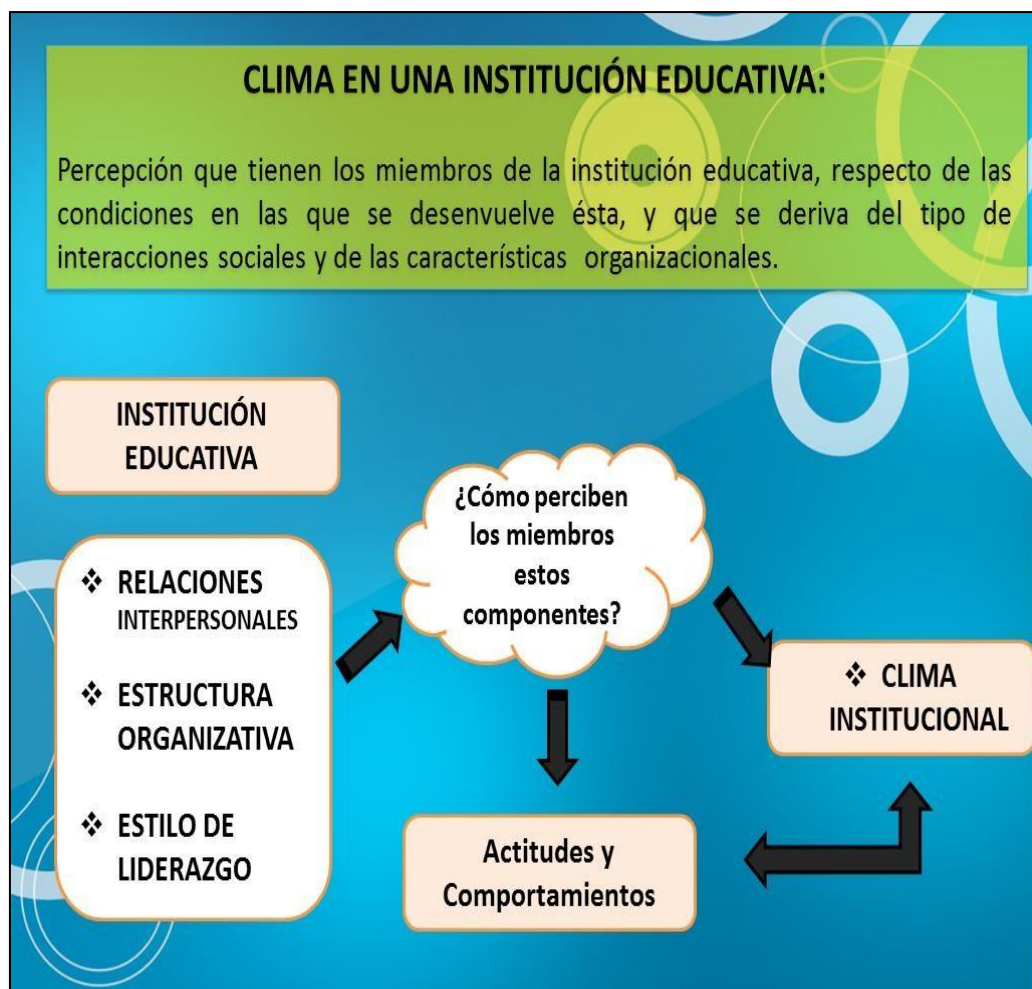 CLIMA EN UNA INSTITUCIÓN EDUCATIVA:
Percepción que tienen los miembros de la institución educativa, respecto de las
condiciones en las que se desenvuelve ésta, y que se deriva del tipo de
interacciones sociales y de las características organizacionales.
INSTITUCIÓN
EDUCATIVA
❖ RELACIONES
INTERPERSONALES
❖ ESTRUCTURA
ORGANIZATIVA
❖ ESTILO DE
LIDERAZGO
¿Cómo perciben
los miembros
estos
componentes?
❖ CLIMA
INSTITUCIONAL
Actitudes y
Comportamientos